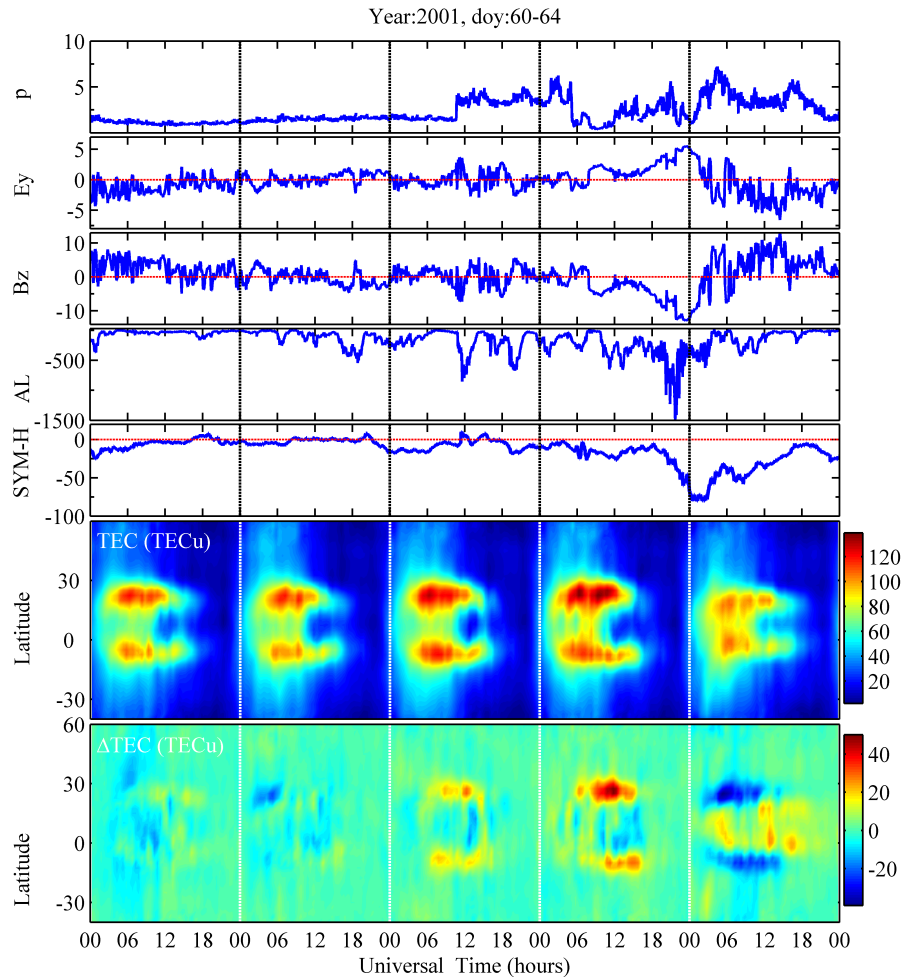 Year:2001, doy:60-64
10
5
p
5
0
-5
Ey
10
0
-10
Bz
-500
-1500
AL
0
-50
-100
SYM-H
TEC (TECu)
30
0
-30
Latitude
120
100
80
60
40
20
ΔTEC (TECu)
60
30
0
-30
Latitude
40
20
0
-20
00 06 12 18 00 06 12 18 00 06 12 18 00 06 12 18 00 06 12 18 00
Universal Time (hours)